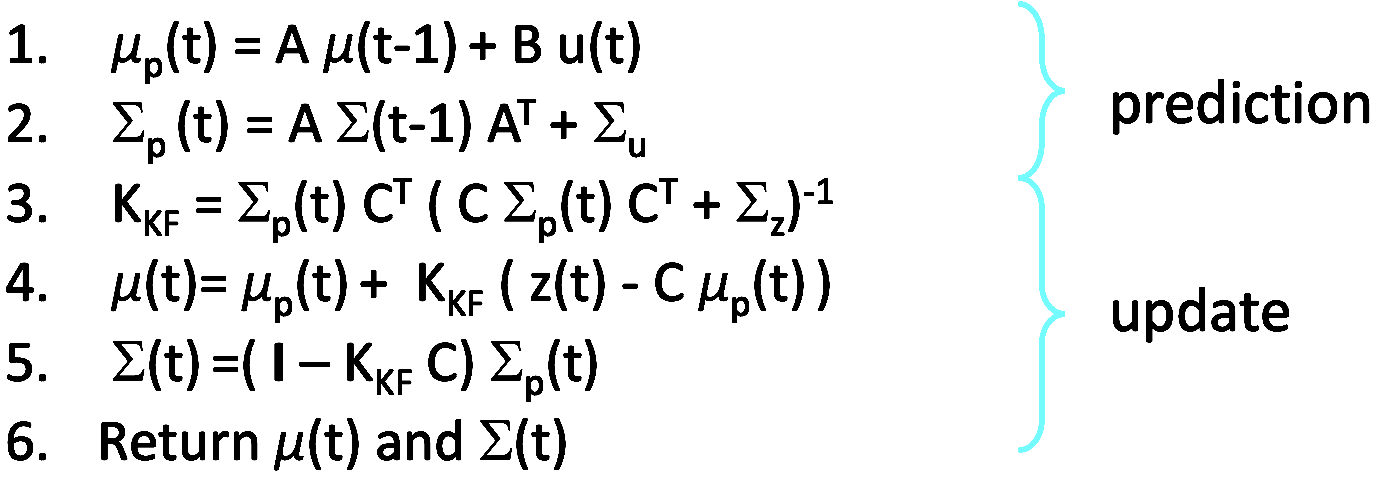 1. μp(t) = A μ(t-1) + B u(t)
2. Σp (t) = A Σ(t-1) Aᵀ + Σu
prediction
3. KKF = Σp(t) Cᵀ ( C Σp(t) Cᵀ + Σz)⁻¹
4. μ(t)= μp(t) + KKF ( z(t) - C μp(t) )
5. Σ(t) =( I – KKF C) Σp(t)
6. Return μ(t) and Σ(t)
update